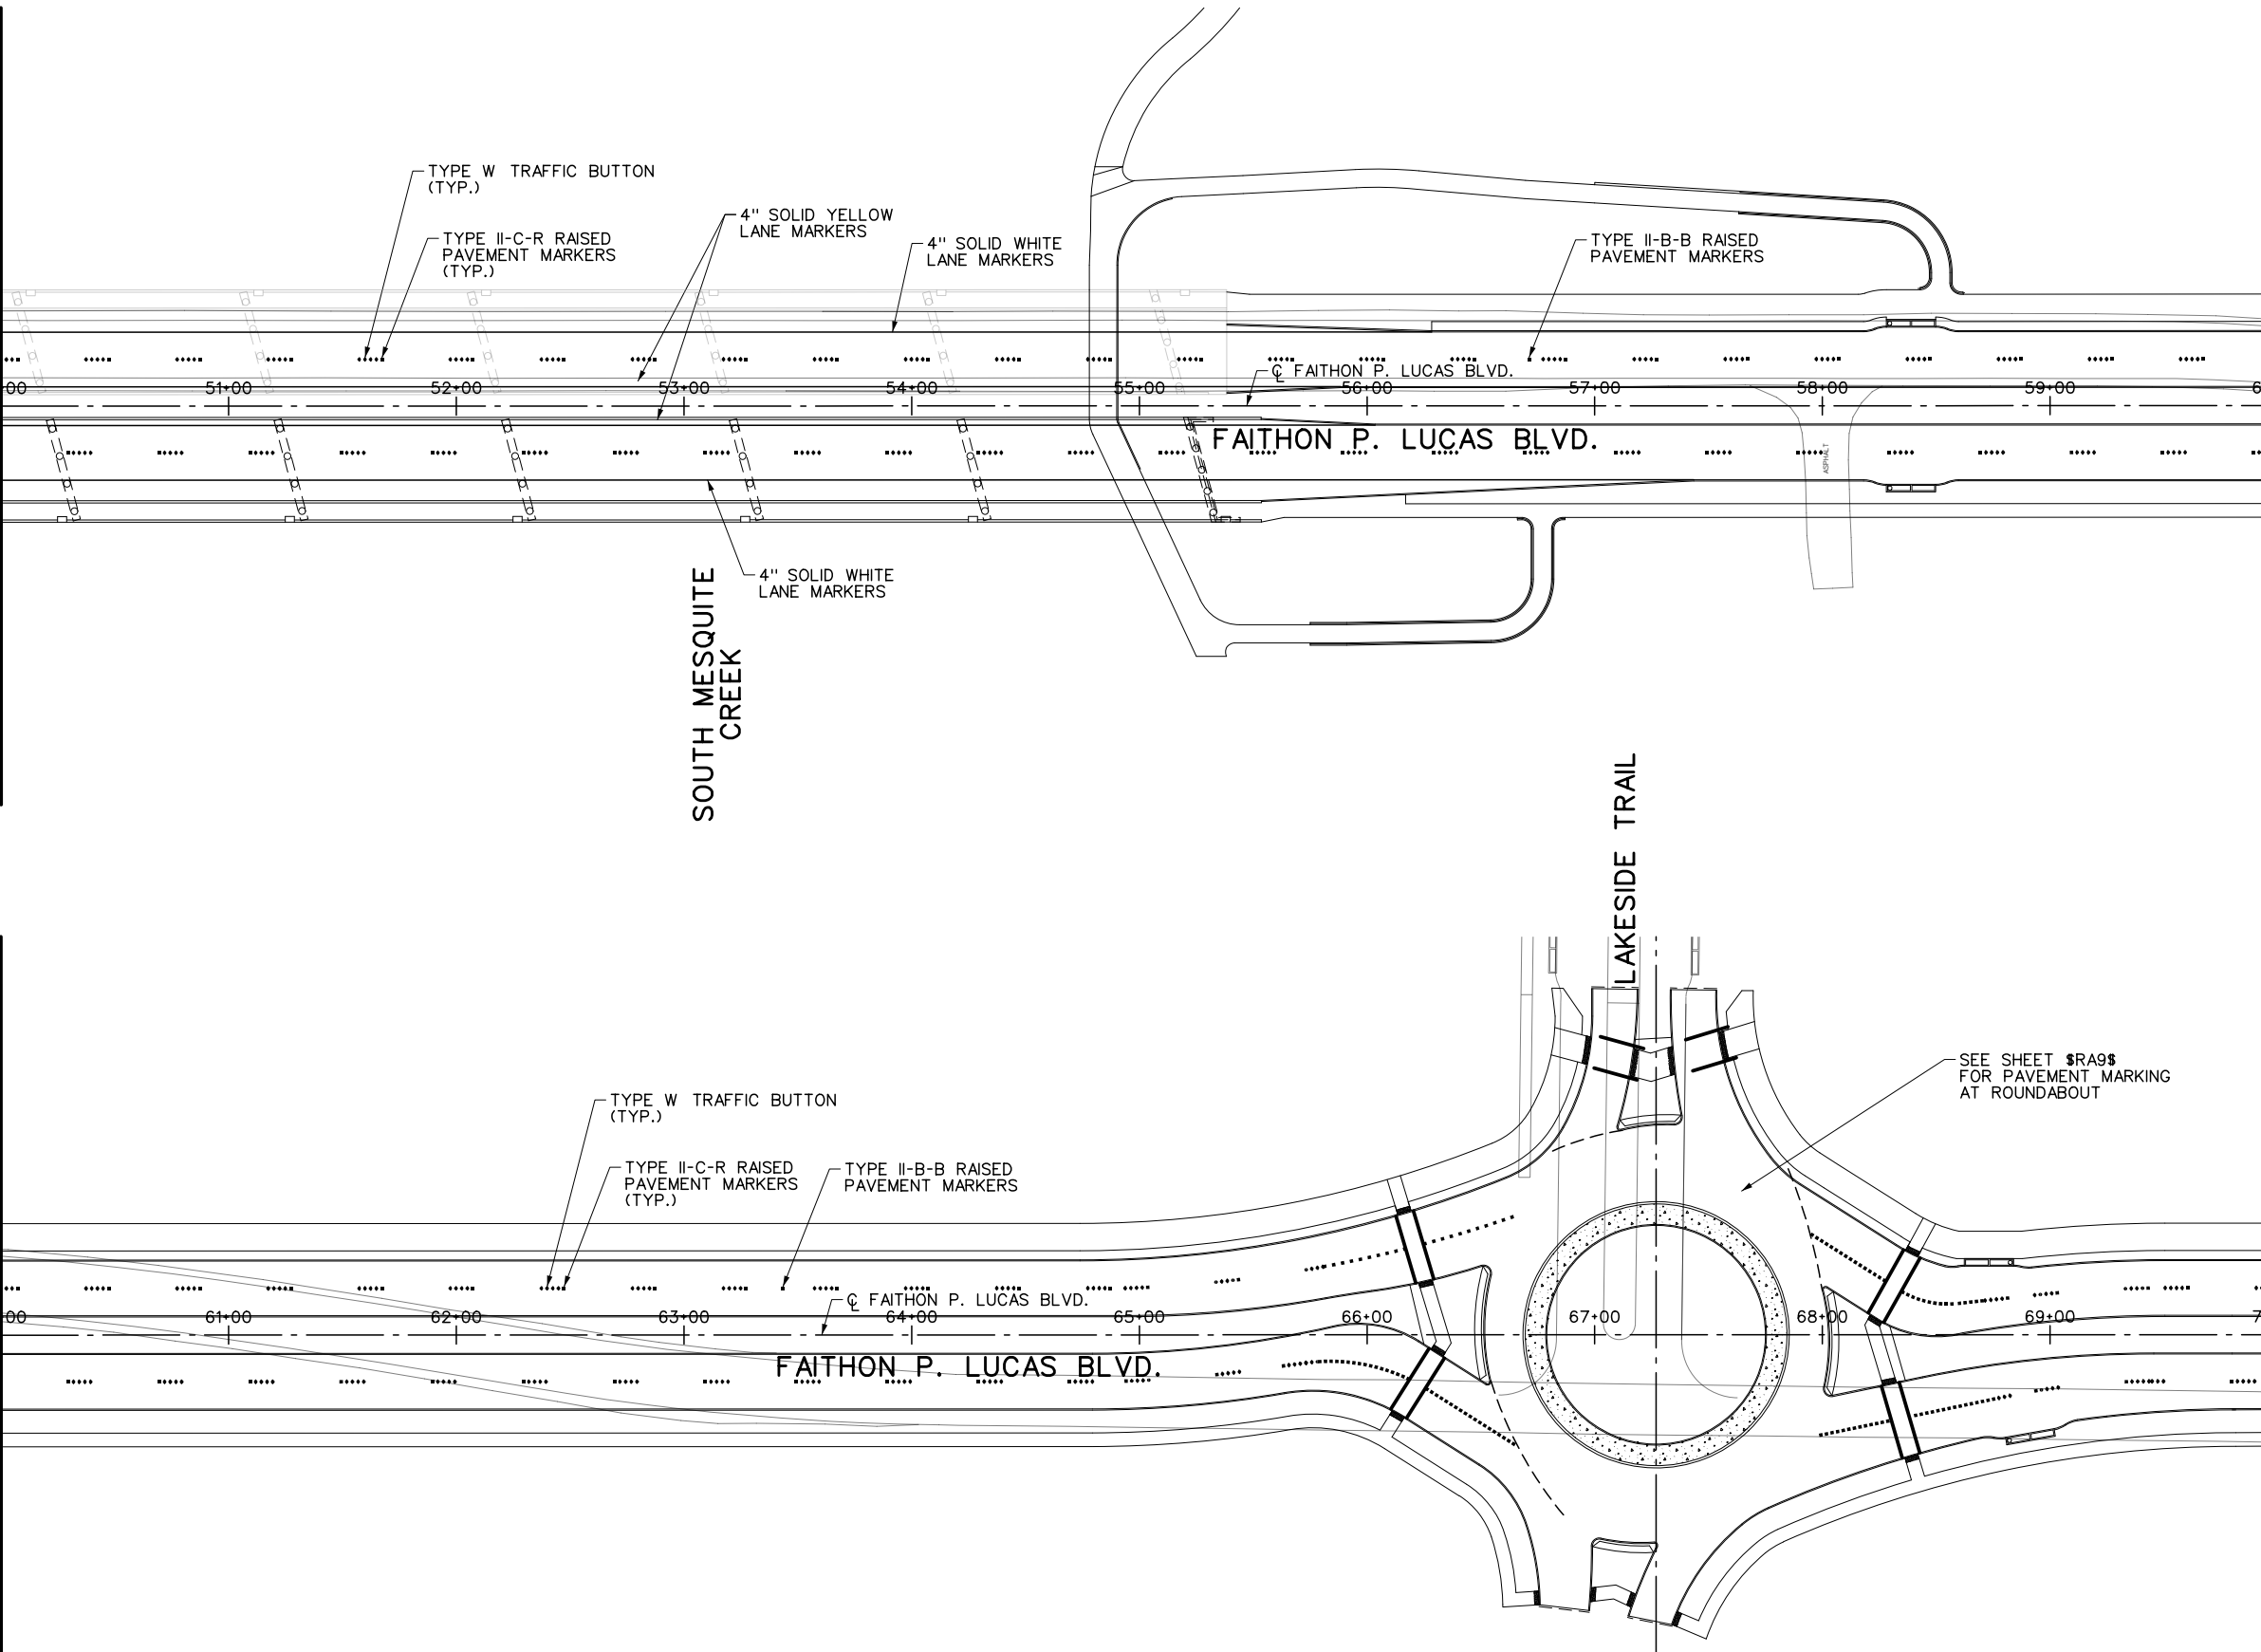 TYPE W TRAFFIC BUTTON
(TYP.)
TYPE II-C-R RAISED
PAVEMENT MARKERS
(TYP.)
4" SOLID YELLOW
LANE MARKERS
4" SOLID WHITE
LANE MARKERS
TYPE II-B-B RAISED
PAVEMENT MARKERS
℄ FAITHON P. LUCAS BLVD.
00
51+00
52+00
53+00
54+00
55+00
56+00
57+00
58+00
59+00
6
FAITHON P. LUCAS BLVD.
ASPHALT
4" SOLID WHITE
LANE MARKERS
SOUTH MESQUITE
CREEK
LAKESIDE TRAIL
SEE SHEET $RA9$
FOR PAVEMENT MARKING
AT ROUNDABOUT
TYPE W TRAFFIC BUTTON
(TYP.)
TYPE II-C-R RAISED
PAVEMENT MARKERS
(TYP.)
TYPE II-B-B RAISED
PAVEMENT MARKERS
℄ FAITHON P. LUCAS BLVD.
00
61+00
62+00
63+00
64+00
65+00
66+00
67+00
68+00
69+00
7
FAITHON P. LUCAS BLVD.